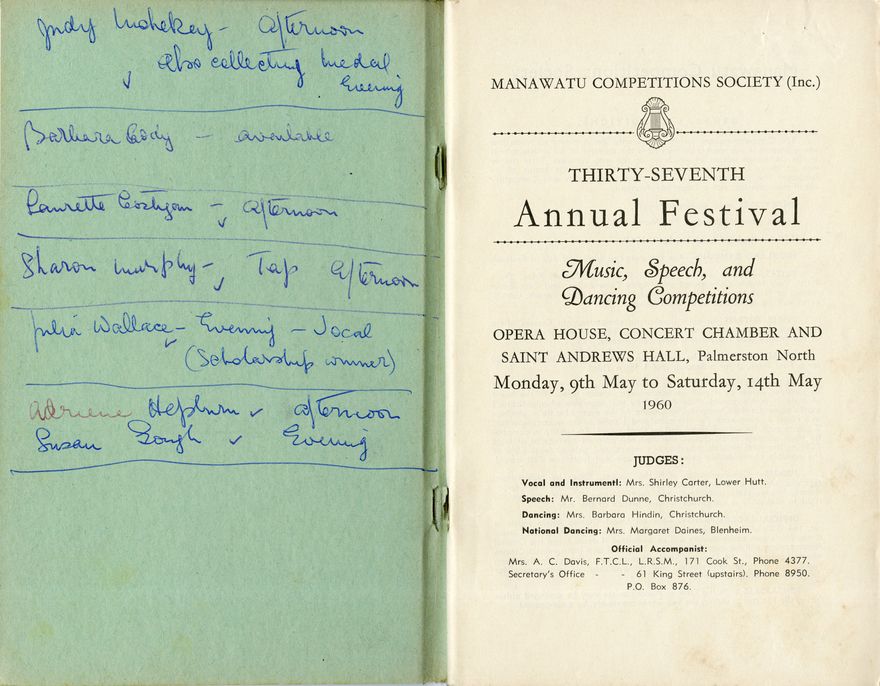 Judy - Afternoon
Also collecting medal
Evening
Barbara Cody - available
Laurette Costigan - afternoon
Sharon Murphy - Tap Afternoon
Julia Wallace - Evening - Vocal
(Scholarship winner)
Adriene Hepburn afternoon
Susan Gough Evening
MANAWATU COMPETITIONS SOCIETY (Inc.)
THIRTY-SEVENTH
Annual Festival
Music, Speech, and
Dancing Competitions
OPERA HOUSE, CONCERT CHAMBER AND
SAINT ANDREWS HALL, Palmerston North
Monday, 9th May to Saturday, 14th May
1960
JUDGES:
Vocal and Instrumentl: Mrs. Shirley Carter, Lower Hutt.
Speech: Mr. Bernard Dunne, Christchurch.
Dancing: Mrs. Barbara Hindin, Christchurch.
National Dancing: Mrs. Margaret Daines, Blenheim.
Official Accompanist:
Mrs. A. C. Davis, F.T.C.L., L.R.S.M., 171 Cook St., Phone 4377.
Secretary's Office - - 61 King Street (upstairs). Phone 8950.
P.O. Box 876.